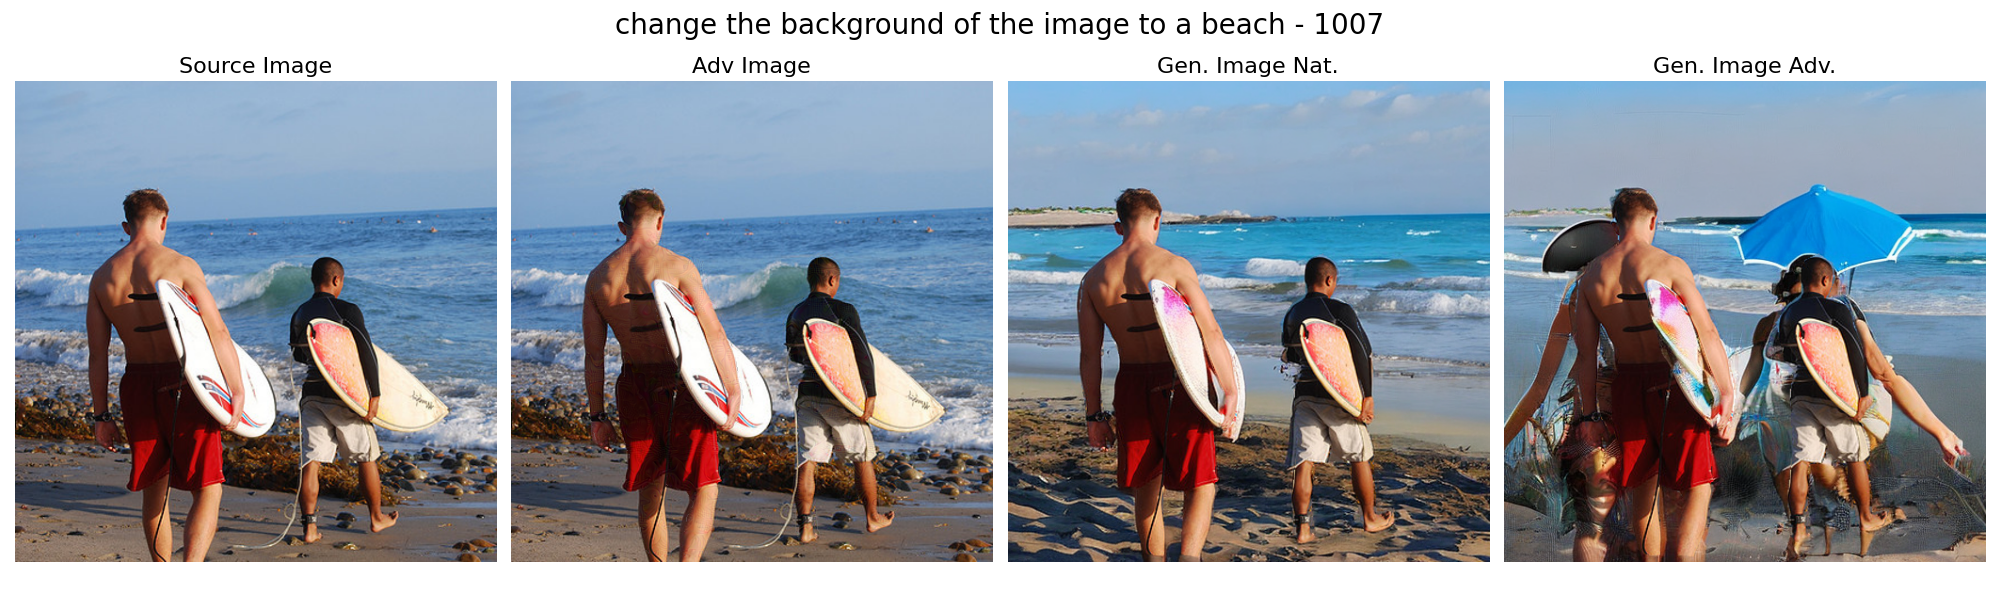 change the background of the image to a beach - 1007
Source Image
Adv Image
Gen. Image Nat.
Gen. Image Adv.